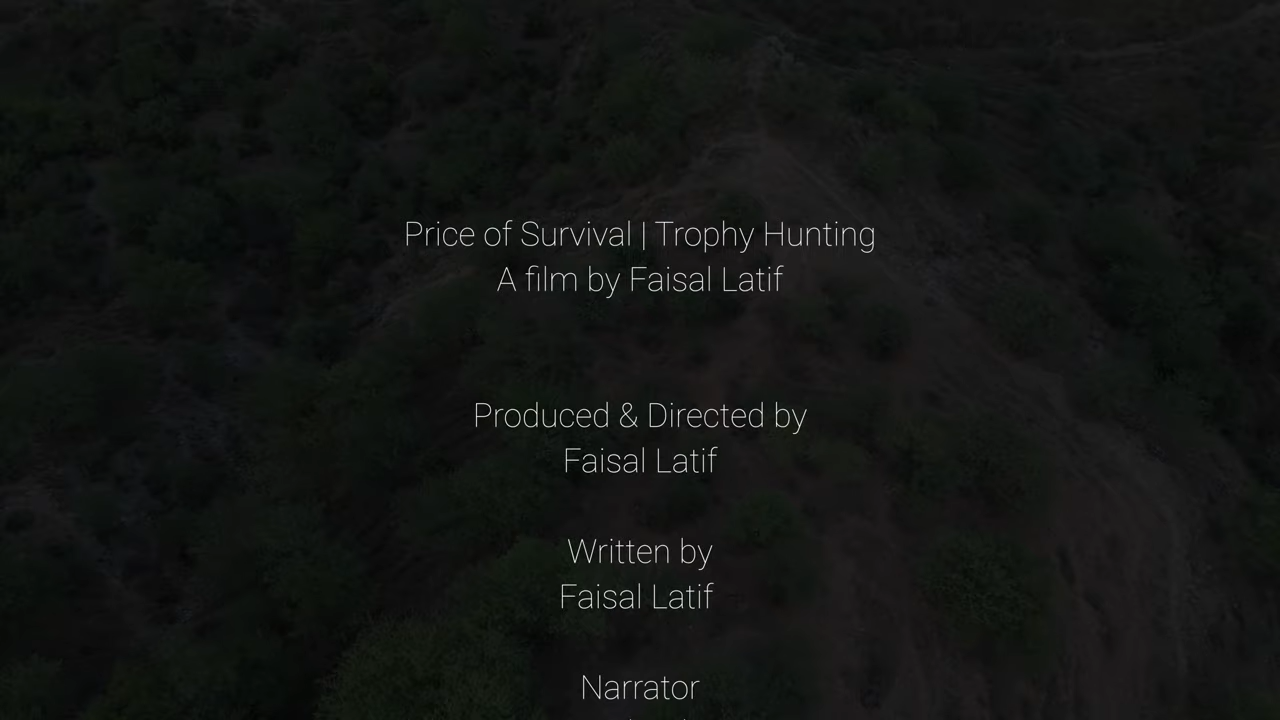 Price of Survival | Trophy Hunting
A film by Faisal Latif
Produced & Directed by
Faisal Latif
Written by
Faisal Latif
Narrator